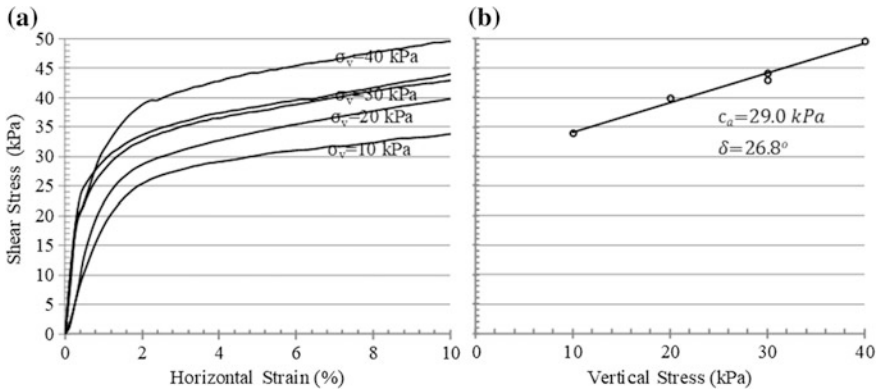 (a)
50
45
40
35
30
25
20
15
10
5
0
Shear Stress (kPa)
σv=40 kPa
σv=30 kPa
σv=20 kPa
σv=10 kPa
0 2 4 6 8 10
Horizontal Strain (%)
(b)
ca=29.0 kPa
δ=26.8°
0 10 20 30 40
Vertical Stress (kPa)